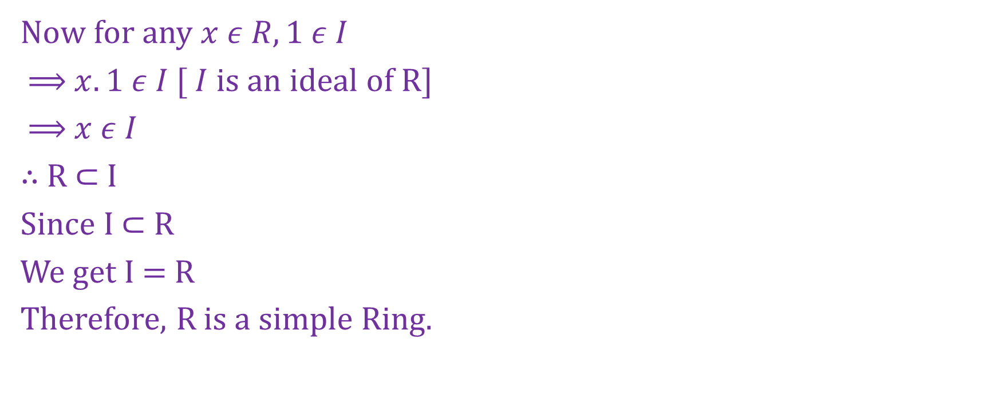 Now for any x ϵ R, 1 ϵ I
⟹ x. 1 ϵ I [ I is an ideal of R]
⟹ x ϵ I
∴ R ⊂ I
Since I ⊂ R
We get I = R
Therefore, R is a simple Ring.